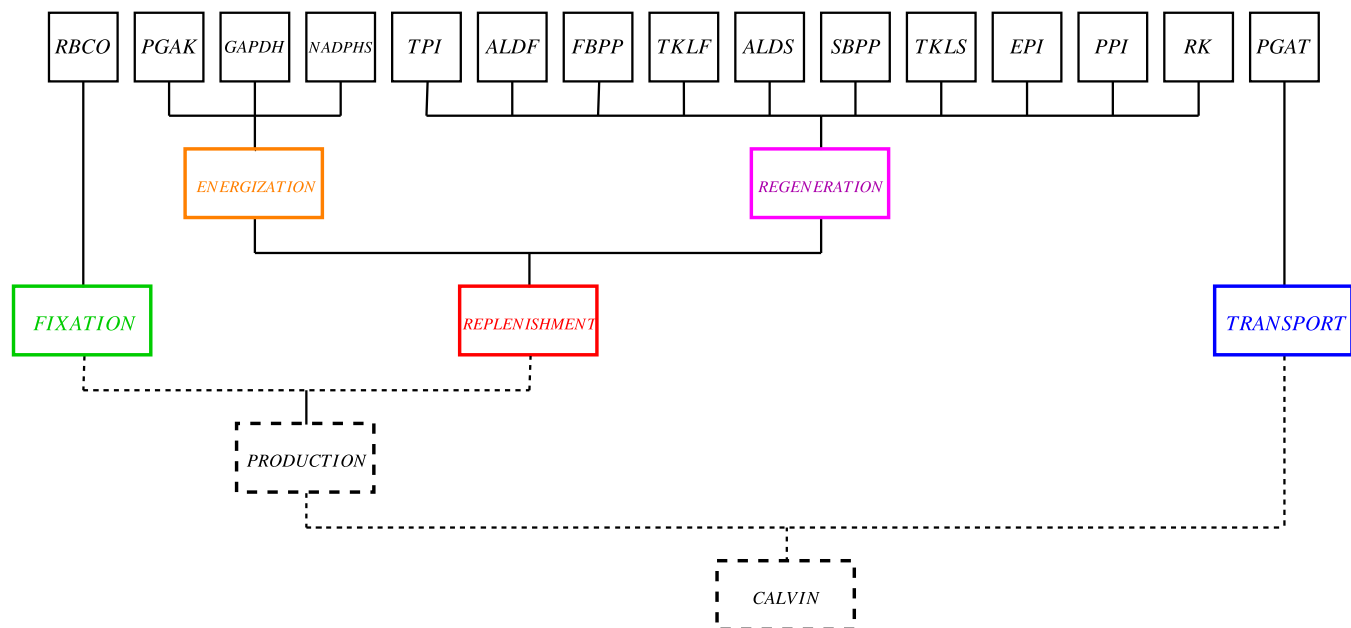 RBCO PGAK GAPDH NADPHS TPI ALDF FBPP TKLF ALDS SBPP TKLS EPI PPI RK PGAT
ENERGIZATION REGENERATION
FIXATION REPLENISHMENT TRANSPORT
PRODUCTION
CALVIN